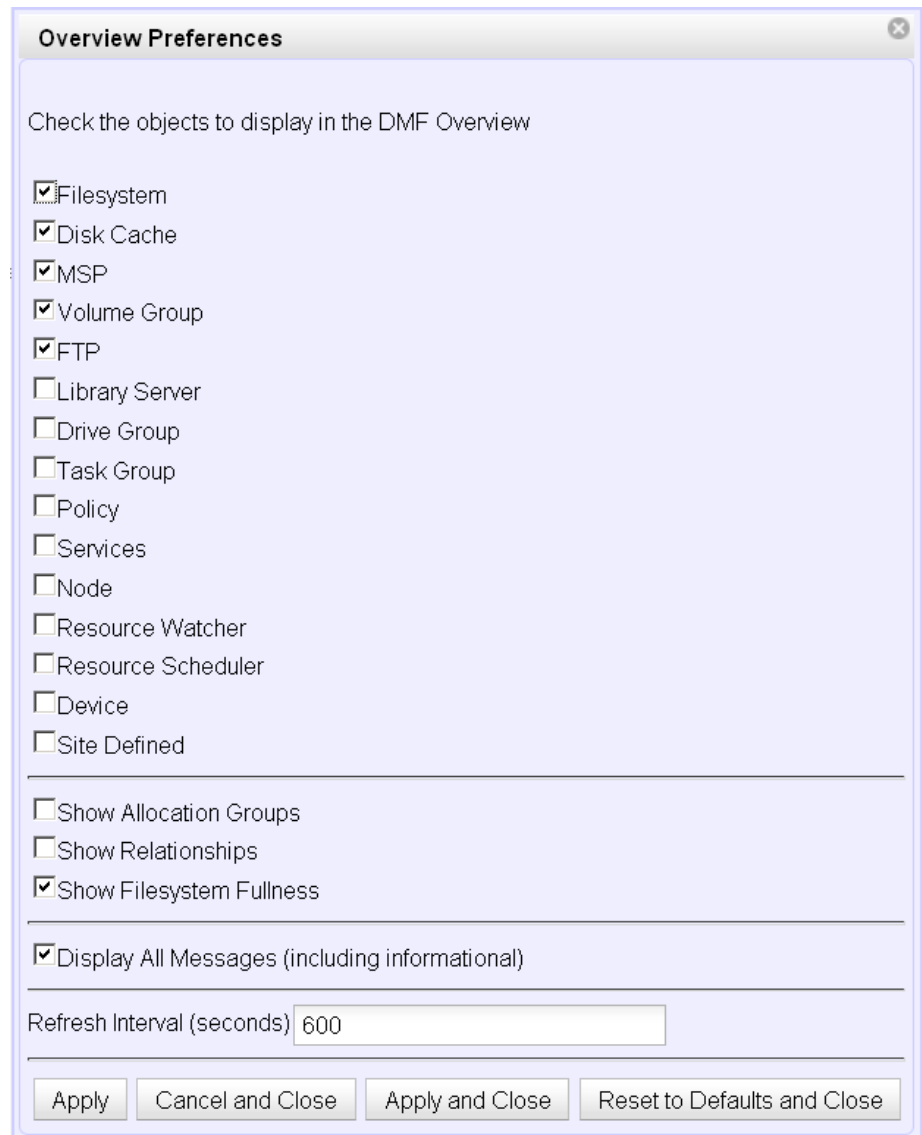 Overview Preferences
Check the objects to display in the DMF Overview
Filesystem
Disk Cache
MSP
Volume Group
FTP
Library Server
Drive Group
Task Group
Policy
Services
Node
Resource Watcher
Resource Scheduler
Device
Site Defined
Show Allocation Groups
Show Relationships
Show Filesystem Fullness
Display All Messages (including informational)
Refresh Interval (seconds) 600
Apply Cancel and Close Apply and Close Reset to Defaults and Close